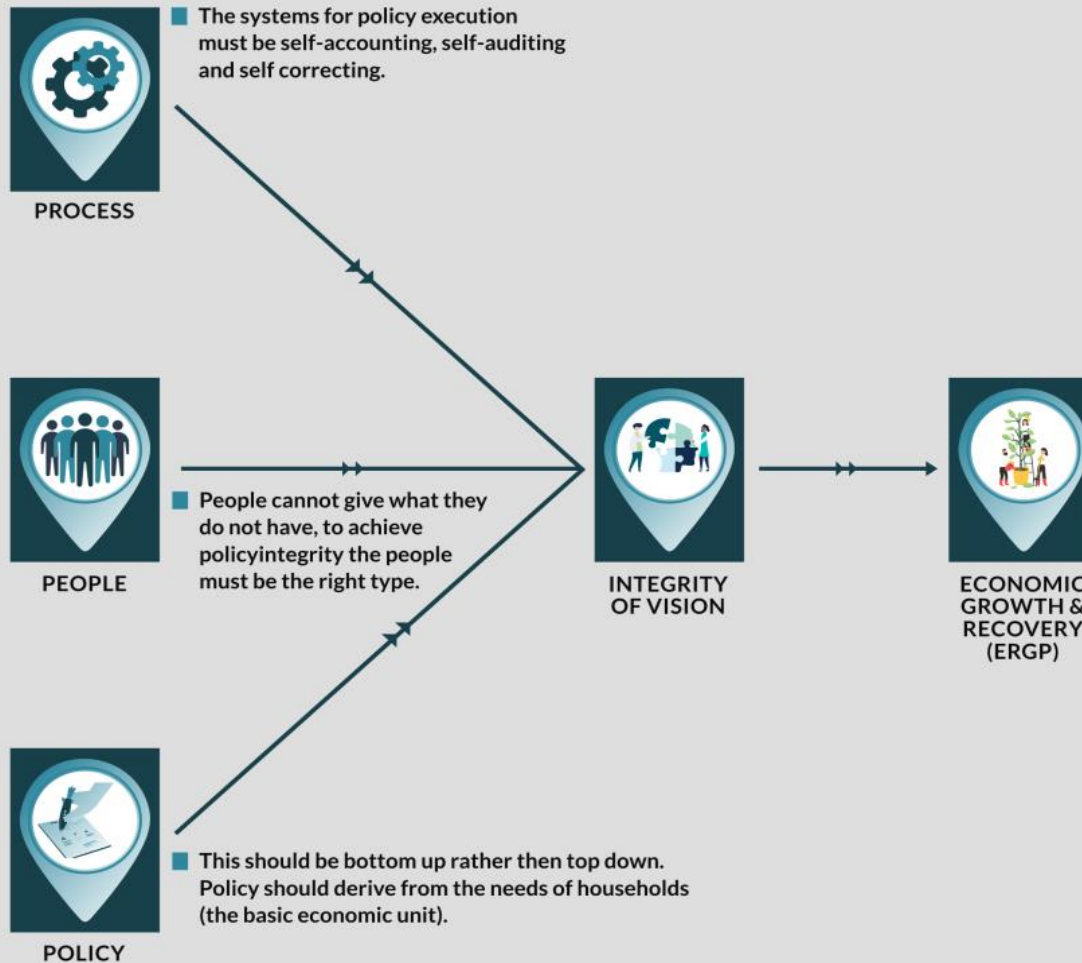 The systems for policy execution
must be self-accounting, self-auditing
and self correcting.
PROCESS
People cannot give what they
do not have, to achieve
policyintegrity the people
must be the right type.
PEOPLE
INTEGRITY
OF VISION
ECONOMIC
GROWTH &
RECOVERY
(ERGP)
This should be bottom up rather then top down.
Policy should derive from the needs of households
(the basic economic unit).
POLICY